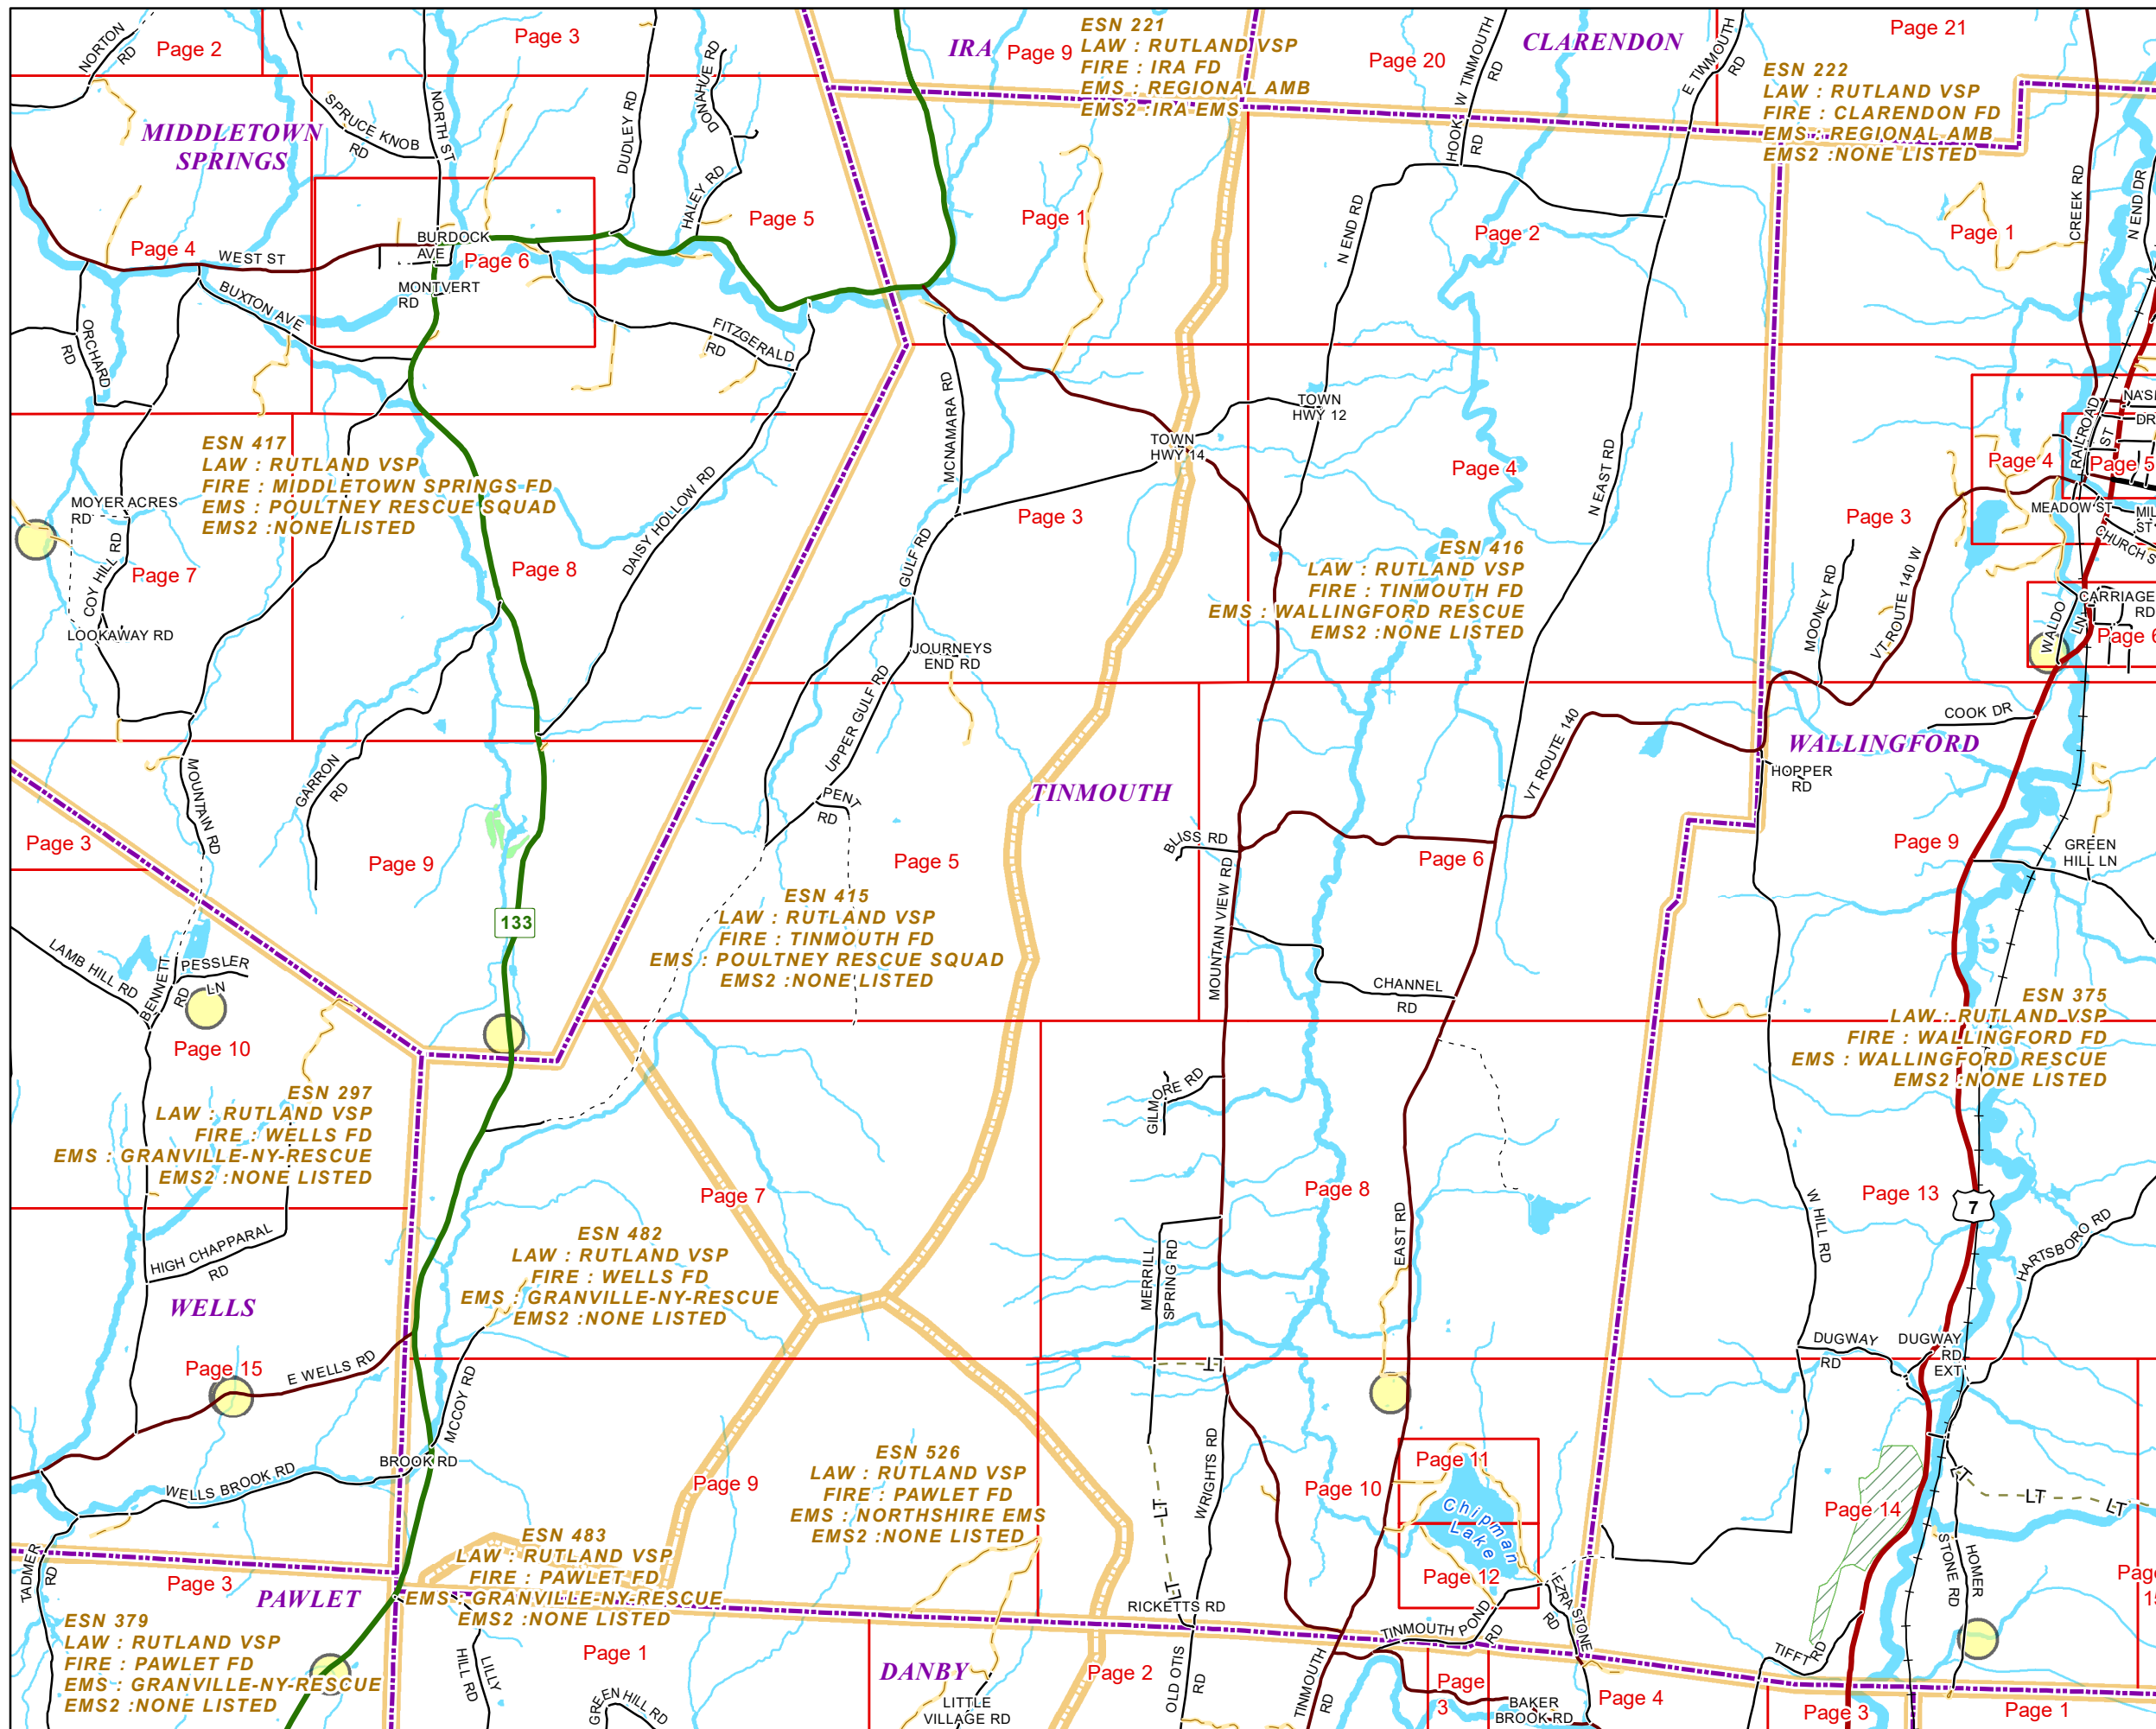 NORTON
RD
Page 2
Page 3
IRA
Page 9
ESN 221
LAW : RUTLAND VSP
FIRE : IRA FD
EMS : REGIONAL AMB
EMS2 :IRA EMS
Page 20
HOOK
W TINMOUTH
RD
RD
CLARENDON
E TINMOUTH
RD
Page 21
ESN 222
LAW : RUTLAND VSP
FIRE : CLARENDON FD
EMS : REGIONAL AMB
EMS2 :NONE LISTED
MIDDLETOWN
SPRINGS
SPRUCE KNOB
RD
NORTH ST
DUDLEY RD
DONAHUE RD
HALEY RD
Page 5
Page 1
N END RD
Page 2
CREEK RD
N END DR
Page 1
Page 4
WEST ST
BURDOCK
AVE
Page 6
MONTVERT
RD
BUXTON AVE
ORCHARD
RD
FITZGERALD
RD
MCNAMARA RD
TOWN
HWY 12
TOWN
HWY 14
N EAST RD
Page 4
RAILROAD
ST
DR
Page 4
Page 5
MEADOW ST
MIL
ST
CHURCH S
ESN 417
LAW : RUTLAND VSP
FIRE : MIDDLETOWN SPRINGS FD
EMS : POULTNEY RESCUE SQUAD
EMS2 :NONE LISTED
MOYER ACRES
RD
COY HILL RD
Page 7
LOOKAWAY RD
Page 8
DAISY HOLLOW RD
GULF RD
Page 3
ESN 416
LAW : RUTLAND VSP
FIRE : TINMOUTH FD
EMS : WALLINGFORD RESCUE
EMS2 :NONE LISTED
Page 3
MOONEY RD
VT ROUTE 140 W
CARRIAGE
RD
WALDO
LN
Page 6
JOURNEYS
END RD
UPPER GULF RD
COOK DR
WALLINGFORD
HOPPER
RD
MOUNTAIN RD
GARRON
RD
PENT
RD
TINMOUTH
VT ROUTE 140
BLISS RD
Page 3
Page 9
Page 5
Page 6
Page 9
GREEN
HILL LN
133
ESN 415
LAW : RUTLAND VSP
FIRE : TINMOUTH FD
EMS : POULTNEY RESCUE SQUAD
EMS2 :NONE LISTED
MOUNTAIN VIEW RD
CHANNEL
RD
LAMB HILL RD
BENNETT
RD
PESSLER
LN
Page 10
ESN 375
LAW : RUTLAND VSP
FIRE : WALLINGFORD FD
EMS : WALLINGFORD RESCUE
EMS2 :NONE LISTED
ESN 297
LAW : RUTLAND VSP
FIRE : WELLS FD
EMS : GRANVILLE-NY-RESCUE
EMS2 :NONE LISTED
GILMORE RD
Page 7
Page 8
Page 13
7
W HILL RD
HARTSBORO RD
EAST RD
HIGH CHAPPARAL
RD
ESN 482
LAW : RUTLAND VSP
FIRE : WELLS FD
EMS : GRANVILLE-NY-RESCUE
EMS2 :NONE LISTED
MERRILL
SPRING RD
WELLS
Page 15
E WELLS RD
MCCOY RD
LT
DUGWAY
RD
DUGWAY
RD
EXT
BROOK RD
WELLS BROOK RD
Page 9
ESN 526
LAW : RUTLAND VSP
FIRE : PAWLET FD
EMS : NORTHSHIRE EMS
EMS2 :NONE LISTED
LT
WRIGHTS RD
Page 10
Page 11
Chipman
Lake
Page 12
LT
LT
LT
Page 14
STONE RD
HOMER
TADMER
RD
Page 3
PAWLET
ESN 483
LAW : RUTLAND VSP
FIRE : PAWLET FD
EMS : GRANVILLE-NY-RESCUE
EMS2 :NONE LISTED
LT
RICKETTS RD
TINMOUTH POND
RD
EZRA STONE
RD
TIFFT RD
ESN 379
LAW : RUTLAND VSP
FIRE : PAWLET FD
EMS : GRANVILLE-NY-RESCUE
EMS2 :NONE LISTED
LILLY
HILL RD
Page 1
GREEN HILL RD
DANBY
LITTLE
VILLAGE RD
Page 2
OLD OTIS
RD
TINMOUTH
RD
Page
3
BAKER
BROOK RD
Page 4
Page 3
Page 1